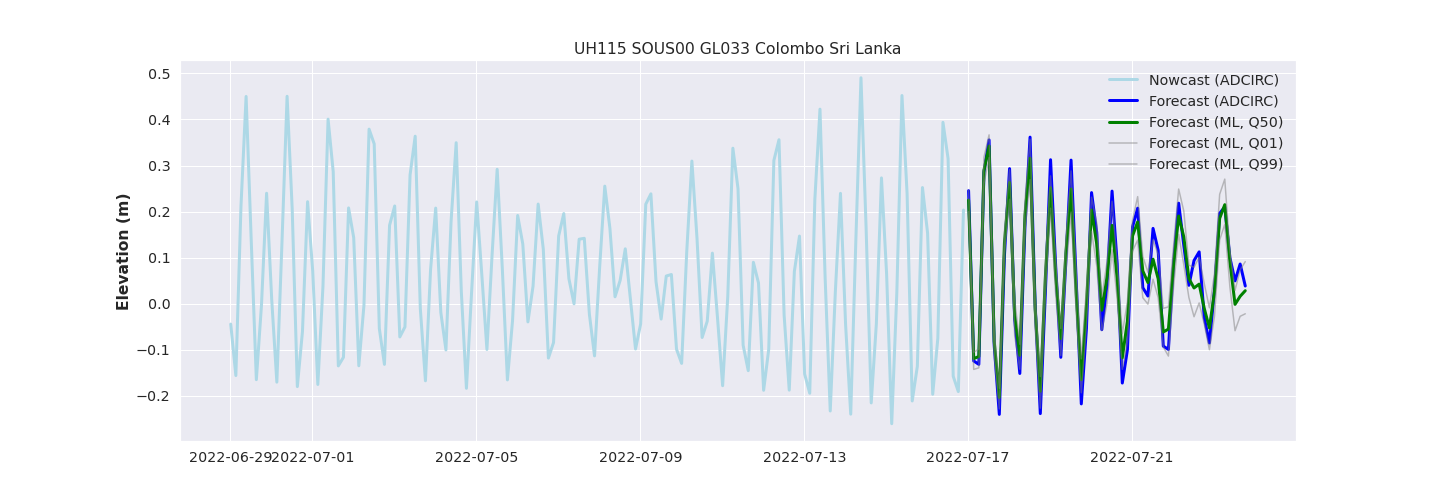 UH115 SOUS00 GL033 Colombo Sri Lanka
Elevation (m)
0.5
0.4
0.3
0.2
0.1
0.0
−0.1
−0.2
Nowcast (ADCIRC)
Forecast (ADCIRC)
Forecast (ML, Q50)
Forecast (ML, Q01)
Forecast (ML, Q99)
2022-06-29 2022-07-01 2022-07-05 2022-07-09 2022-07-13 2022-07-17 2022-07-21